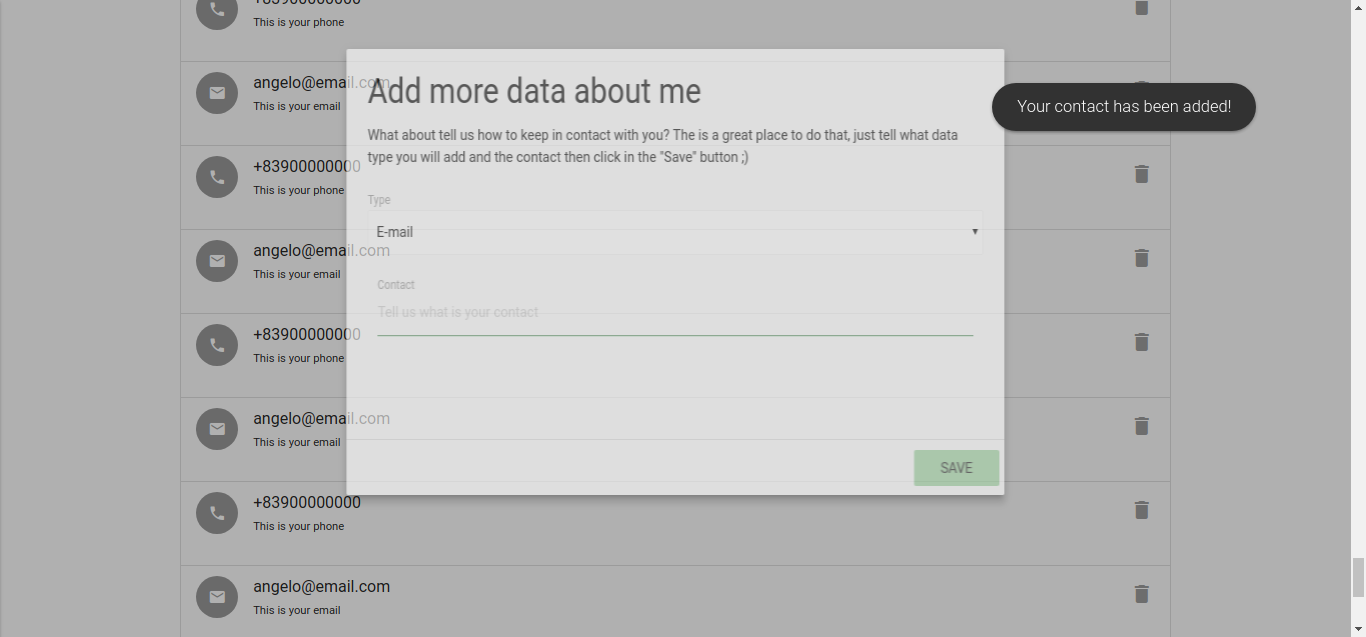 +83900000000
This is your phone
angelo@email.com
This is your email
Add more data about me
Your contact has been added!
What about tell us how to keep in contact with you? The is a great place to do that, just tell what data
type you will add and the contact then click in the "Save" button ;)
+83900000000
This is your phone
Type
E-mail
angelo@email.com
This is your email
Contact
Tell us what is your contact
+83900000000
This is your phone
angelo@email.com
This is your email
SAVE
+83900000000
This is your phone
angelo@email.com
This is your email